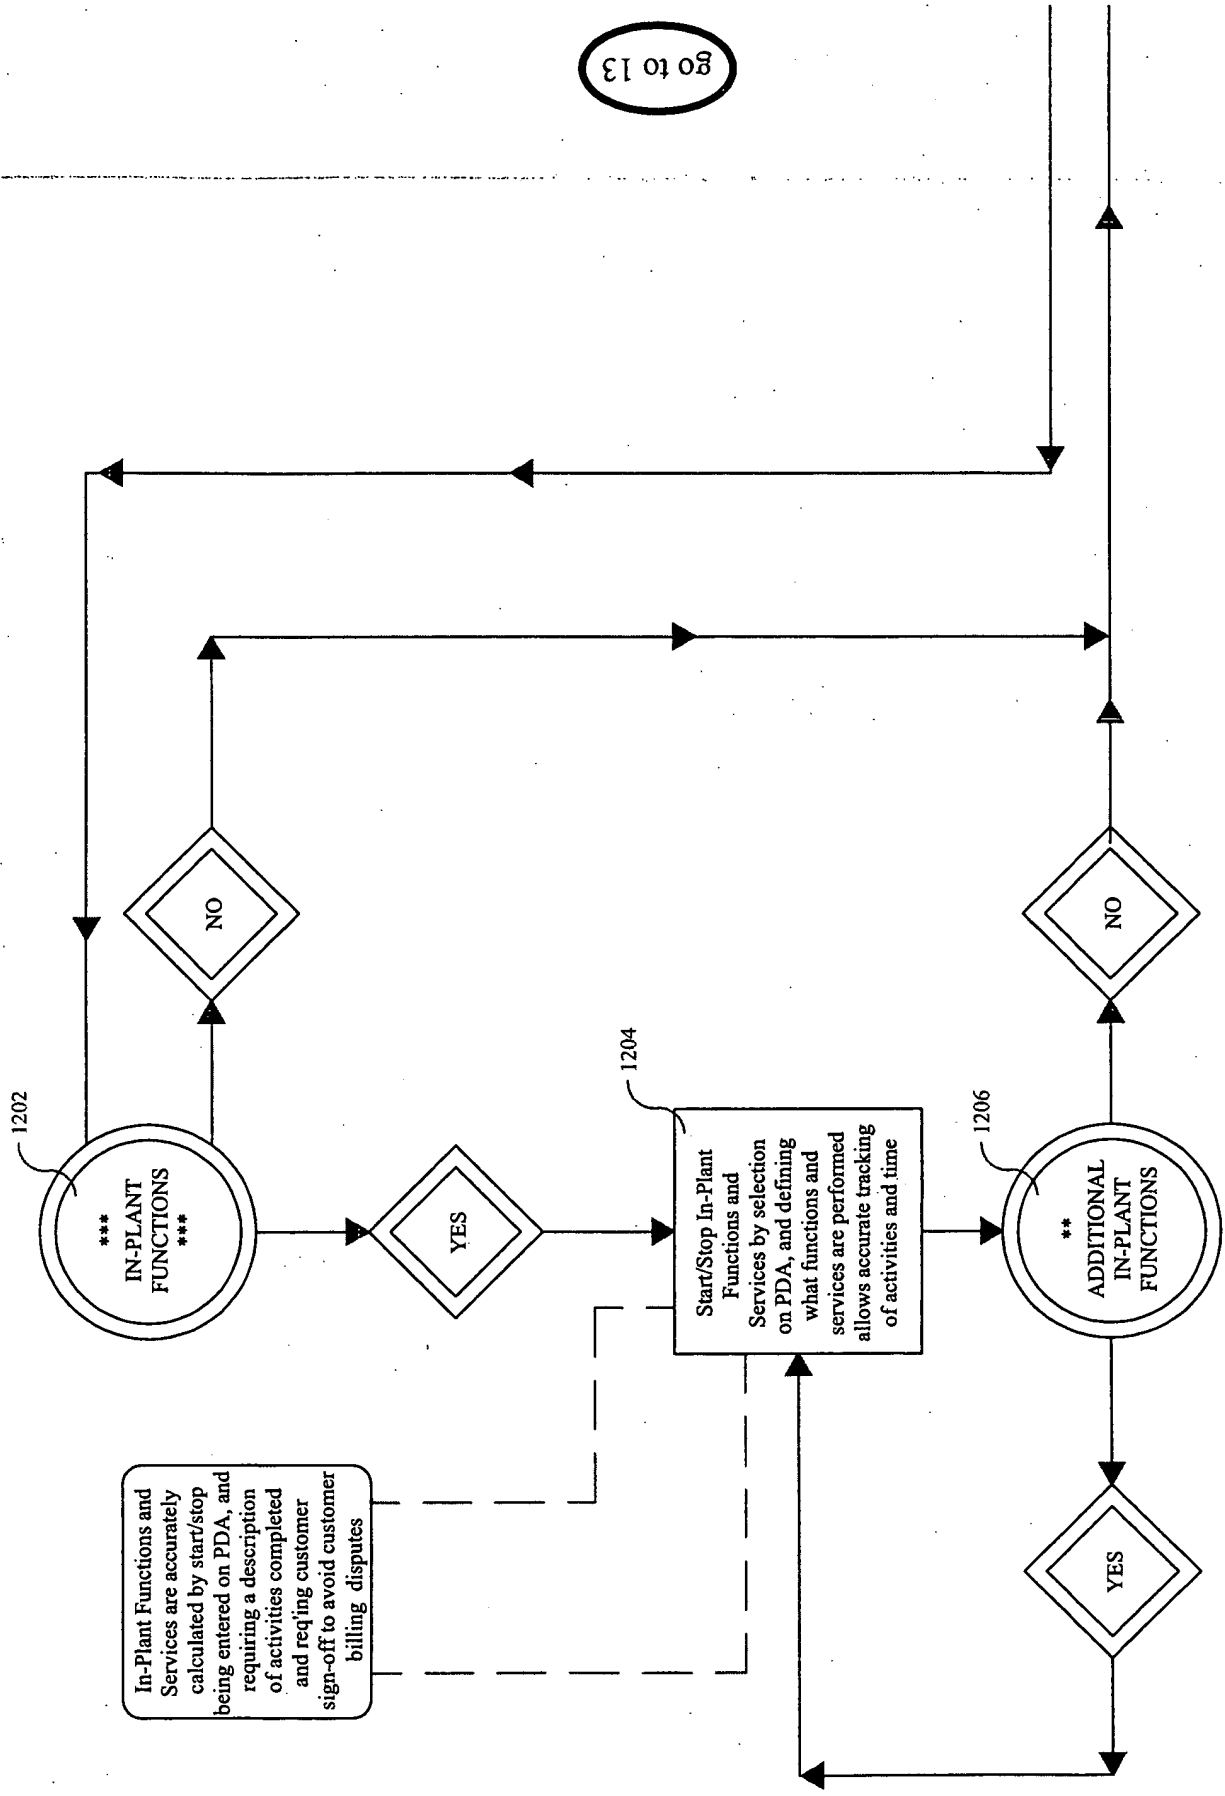 go to 13
1202
****
IN-PLANT
FUNCTIONS
***
NO
YES
In-Plant Functions and
Services are accurately
calculated by start/stop
being entered on PDA, and
requiring a description
of activities completed
and req'ing customer
sign-off to avoid customer
billing disputes
1204
Start/Stop In-Plant
Functions and
Services by selection
on PDA, and defining
what functions and
services are performed
allows accurate tracking
of activities and time
1206
**
ADDITIONAL
IN-PLANT
FUNCTIONS
NO
YES